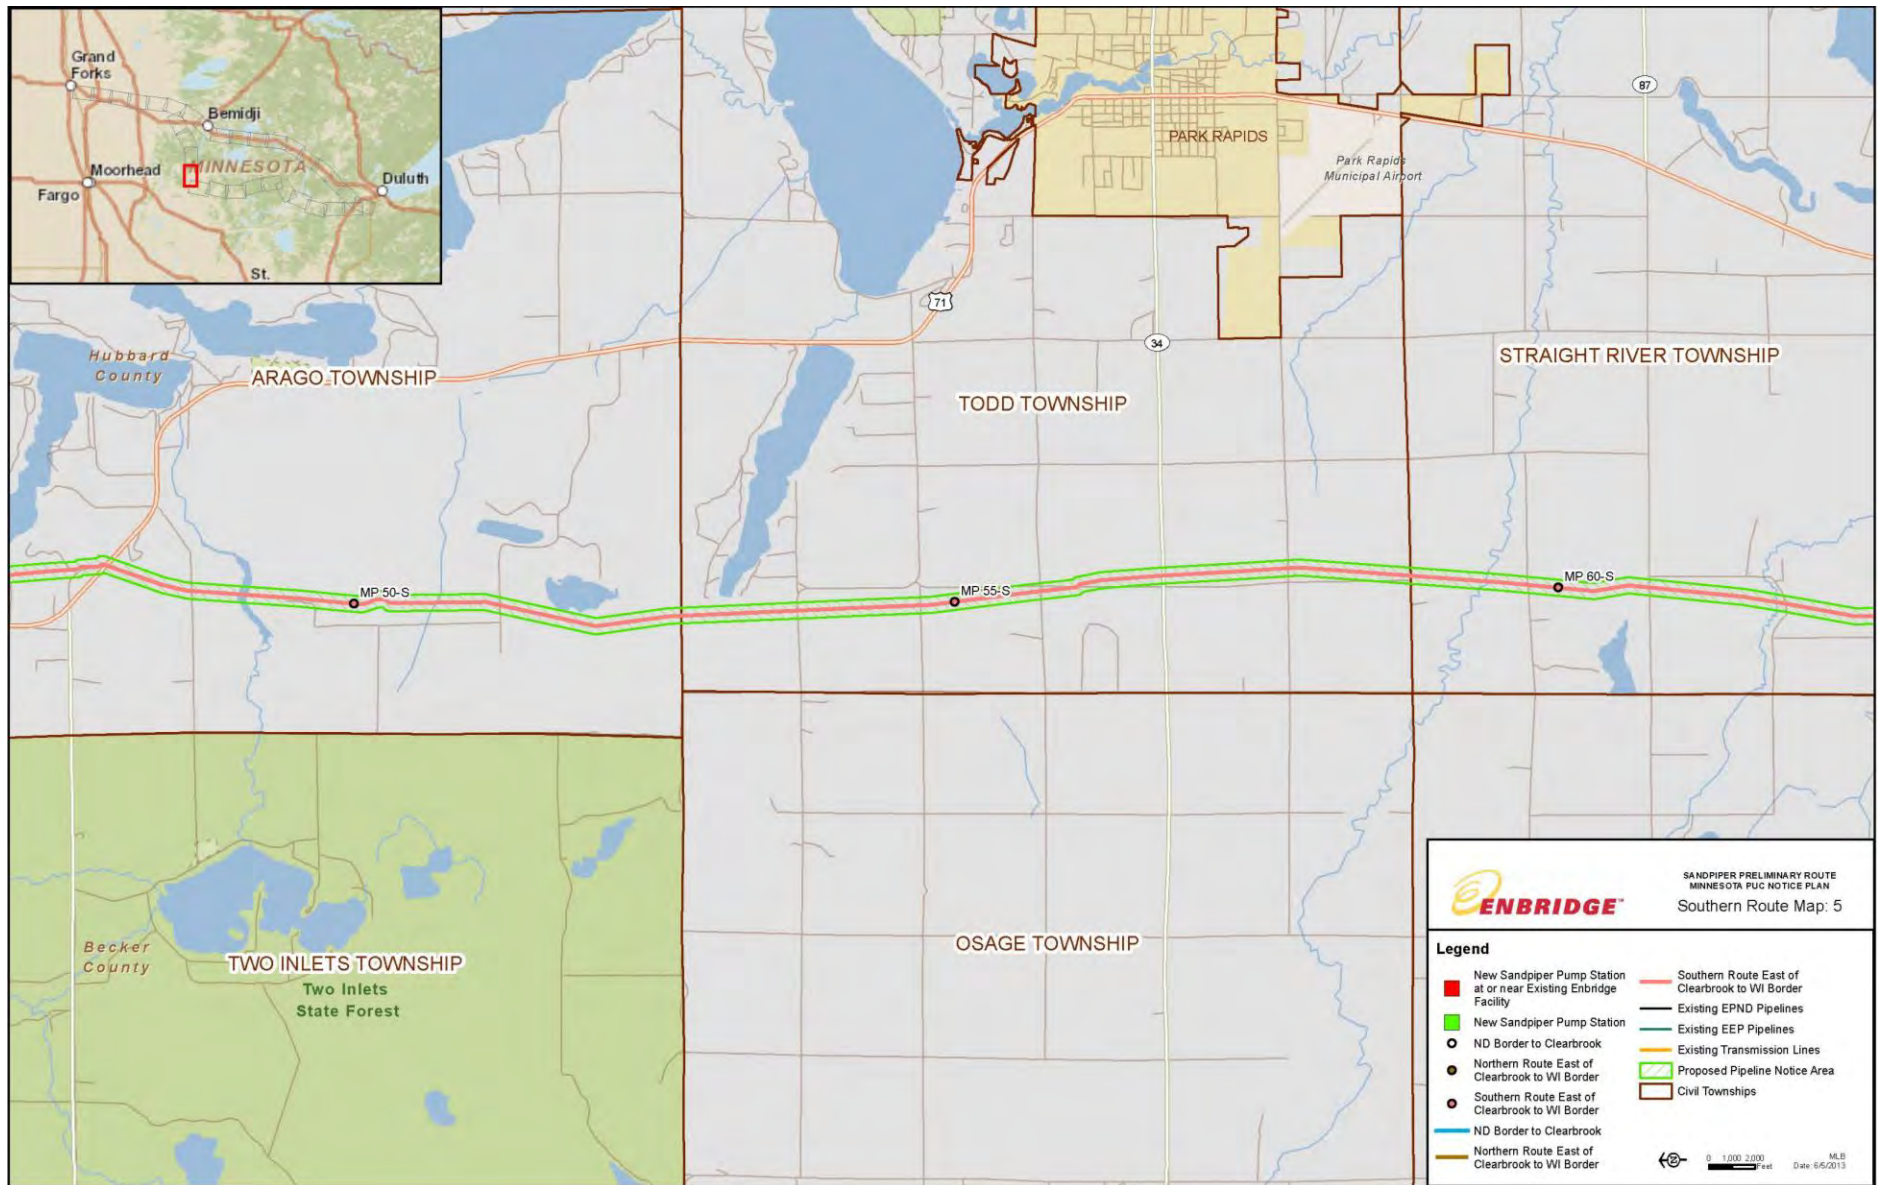 Grand
Forks
Bemidji
MINNESOTA
Moorhead
Fargo
Duluth
St.
87
PARK RAPIDS
Park Rapids
Municipal Airport
71
34
Hubbard
County
ARAGO TOWNSHIP
TODD TOWNSHIP
STRAIGHT RIVER TOWNSHIP
MP 50-S
MP 55-S
MP 60-S
Becker
County
TWO INLETS TOWNSHIP
Two Inlets
State Forest
OSAGE TOWNSHIP
ENBRIDGE™
SANDPIPER PRELIMINARY ROUTE
MINNESOTA PUC NOTICE PLAN
Southern Route Map: 5
Legend
New Sandpiper Pump Station
at or near Existing Enbridge
Facility
New Sandpiper Pump Station
ND Border to Clearbrook
Northern Route East of
Clearbrook to WI Border
Southern Route East of
Clearbrook to WI Border
ND Border to Clearbrook
Northern Route East of
Clearbrook to WI Border
Southern Route East of
Clearbrook to WI Border
Existing EPND Pipelines
Existing EEP Pipelines
Existing Transmission Lines
Proposed Pipeline Notice Area
Civil Townships
N
0 1,000 2,000
Feet
MLB
Date: 6/5/2013